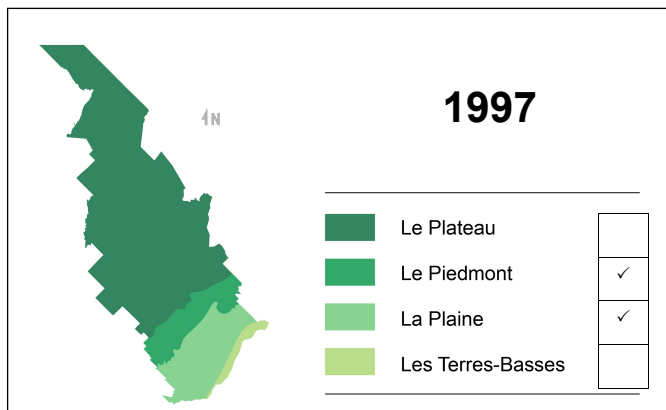 N
1997
Le Plateau
Le Piedmont ✓
La Plaine ✓
Les Terres-Basses